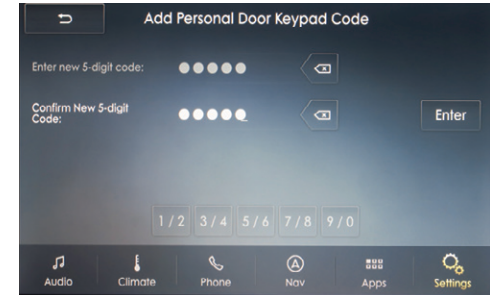 Add Personal Door Keypad Code
Enter new 5-digit code:
Confirm New 5-digit
Code:
Enter
1 / 2 3 / 4 5 / 6 7 / 8 9 / 0
Audio Climate Phone Nav Apps Settings